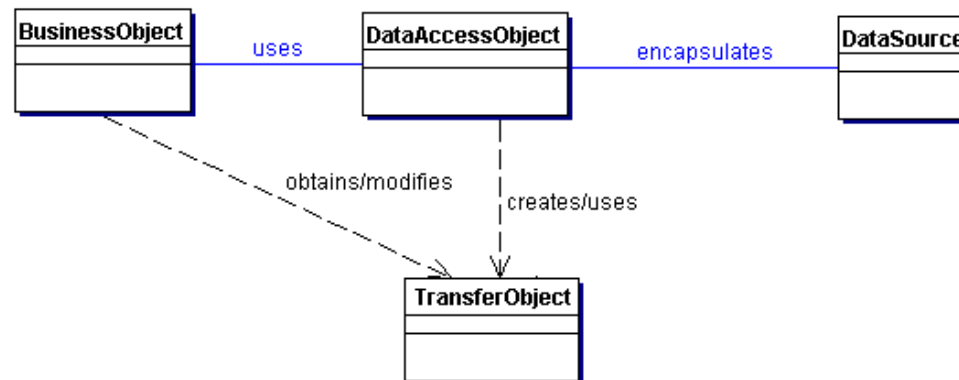 BusinessObject
uses
DataAccessObject
encapsulates
DataSource
obtains/modifies
creates/uses
TransferObject